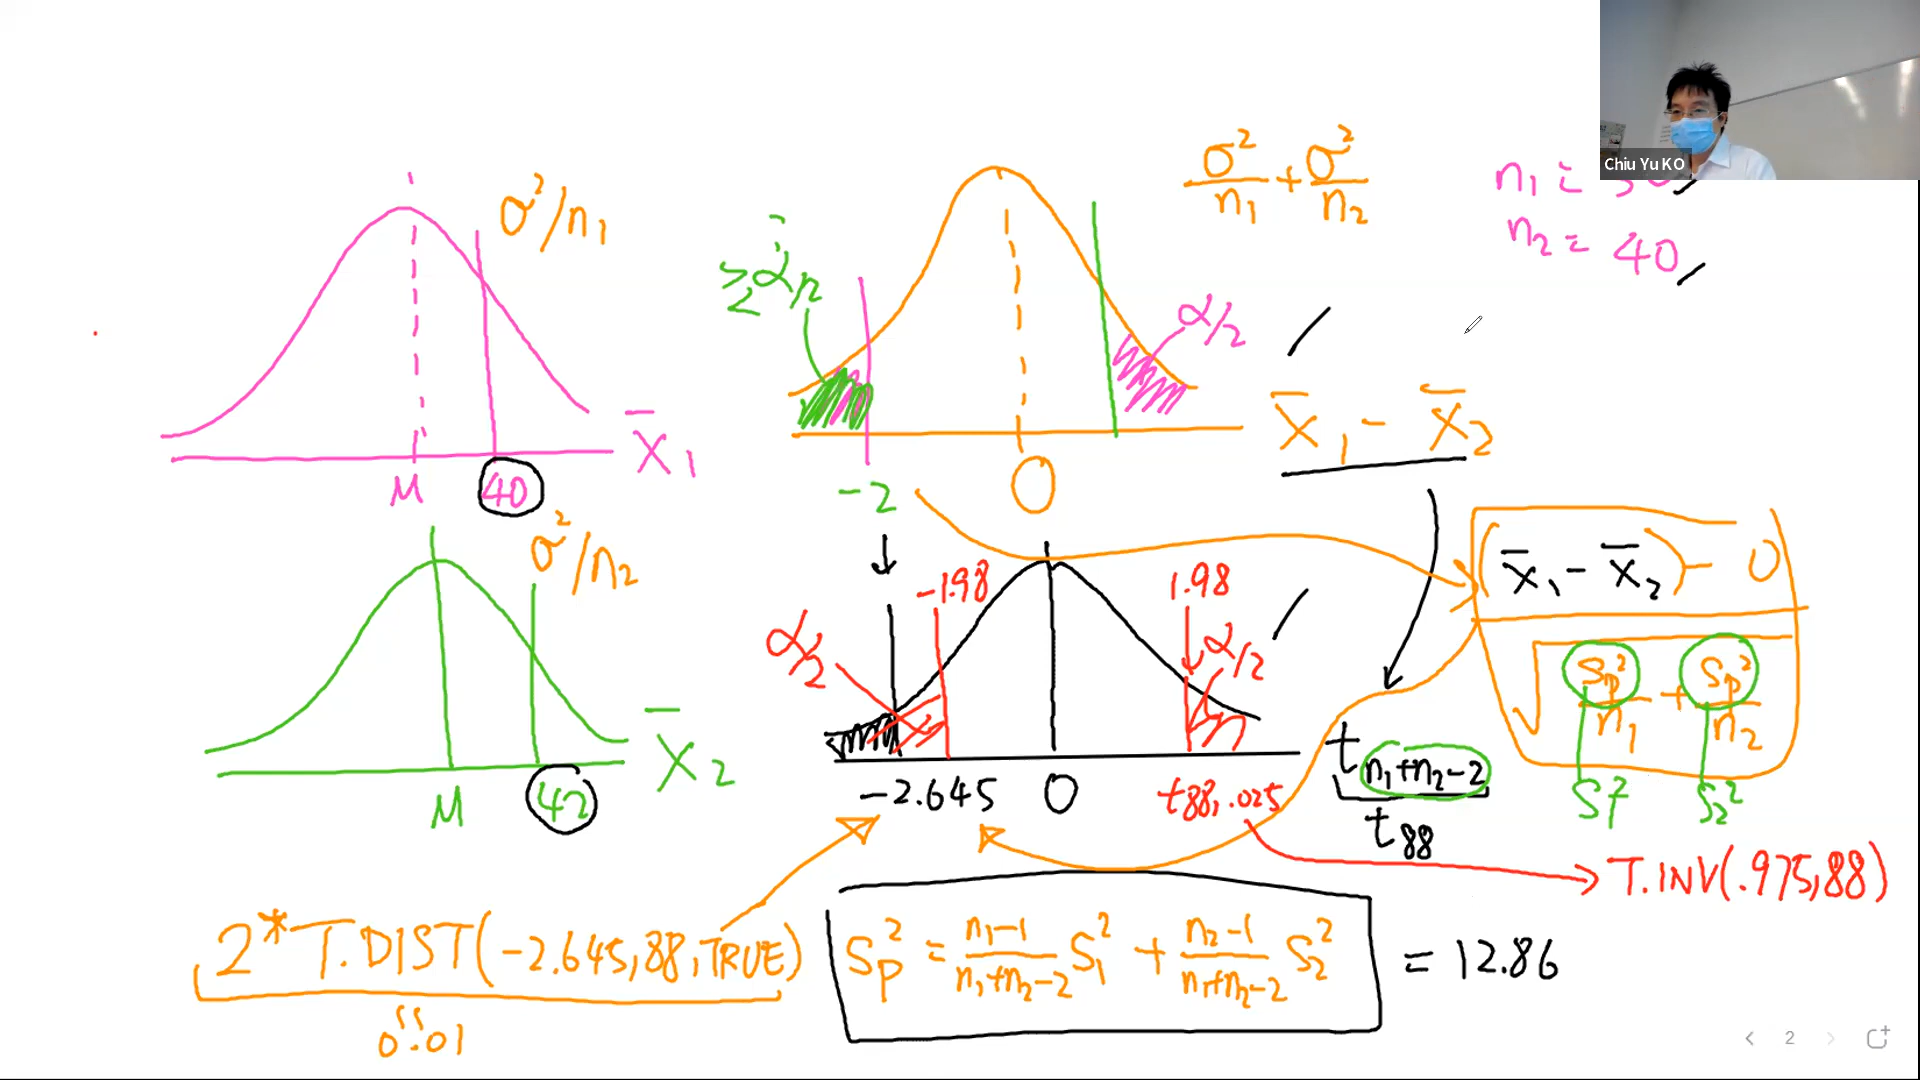 Chiu Yu KO
σ²/n₁
X̄₁
μ
40
σ²/n₂
X̄₂
μ
42
σ²/n₁ + σ²/n₂
n₁ =
n₂ = 40
α/2
α/2
X̄₁ - X̄₂
-2
0
-1.98
1.98
α/2
α/2
-2.645
0
t88,.025
(X̄₁ - X̄₂) - 0
√ Sp²/n₁ + Sp²/n₂
S₁²
S₂²
t n₁+n₂-2
t88
T.INV(.975,88)
2*T.DIST(-2.645,88,TRUE)
0.01
Sp² = n₁-1/n₁+n₂-2 S₁² + n₂-1/n₁+n₂-2 S₂² = 12.86
2